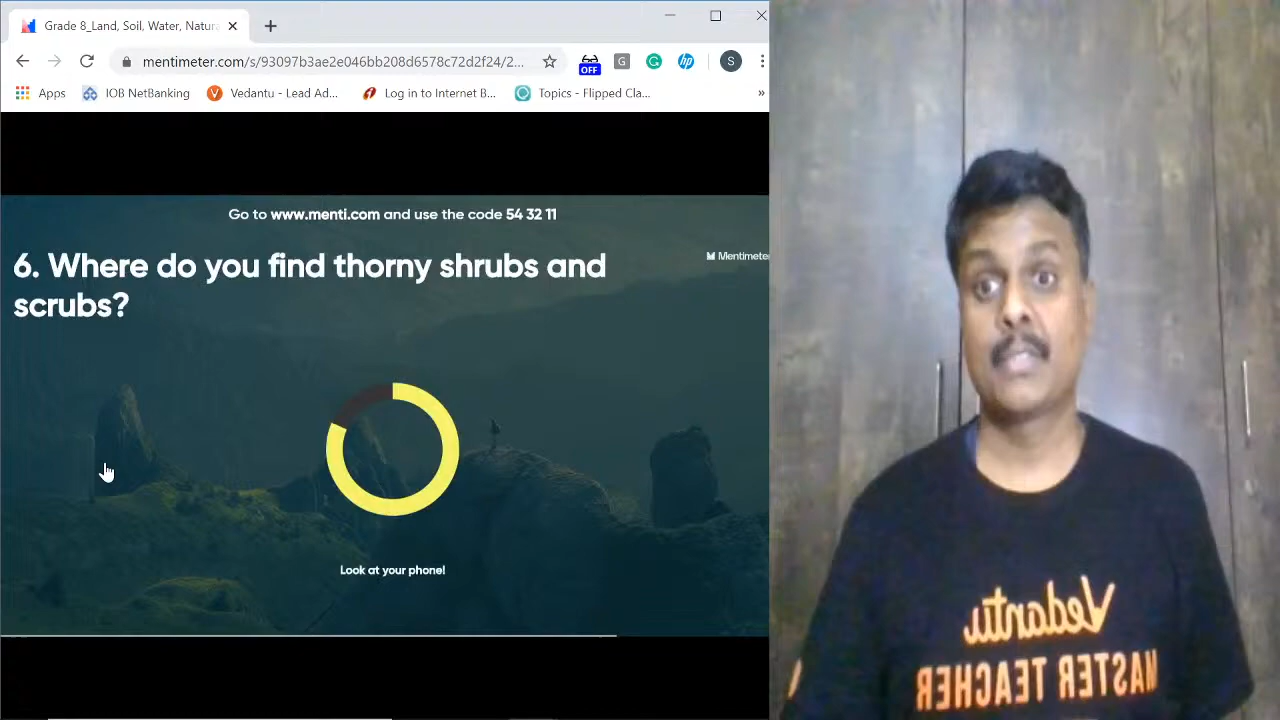 Grade 8_Land, Soil, Water, Natura
mentimeter.com/s/93097b3ae2e046bb208d6578c72d2f24/2...
OFF
G
S
Apps
IOB NetBanking
Vedantu - Lead Ad...
Log in to Internet B...
Topics - Flipped Cla...
»
Go to www.menti.com and use the code 54 32 11
Mentimeter
6. Where do you find thorny shrubs and
scrubs?
Look at your phone!
Vedantu
MASTER TEACHER